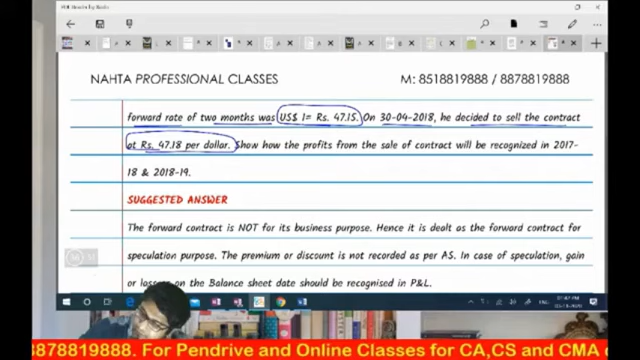 NAHTA PROFESSIONAL CLASSES M: 8518819888 / 8878819888
forward rate of two months was US$ 1= Rs. 47.15. On 30-04-2018, he decided to sell the contract
at Rs. 47.18 per dollar. Show how the profits from the sale of contract will be recognized in 2017-
18 & 2018-19.
SUGGESTED ANSWER
The forward contract is NOT for its business purpose. Hence it is dealt as the forward contract for
speculation purpose. The premium or discount is not recorded as per AS. In case of speculation, gain
or losses on the Balance sheet date should be recognised in P&L.
ENG
8878819888. For Pendrive and Online Classes for CA,CS and CMA